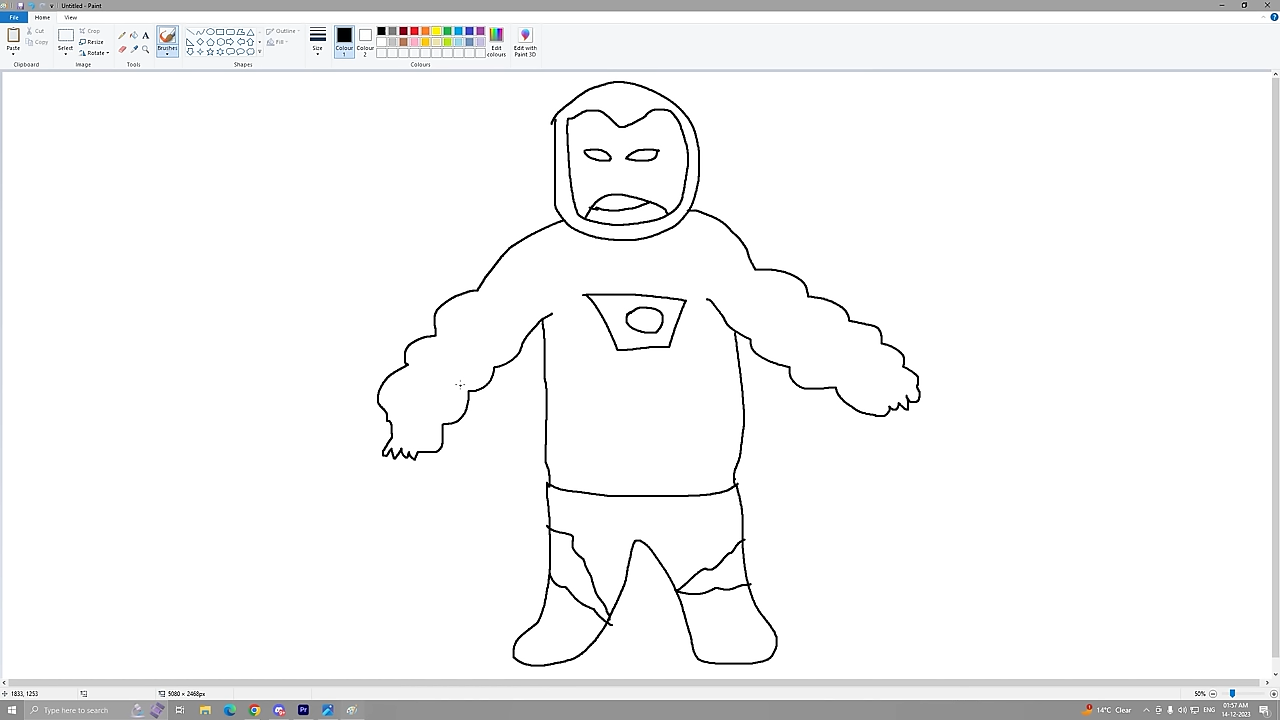 Untitled - Paint
File Home View
Paste
Cut
Copy
Clipboard
Select
Crop
Resize
Rotate
Image
Tools
Brushes
Outline
Fill
Shapes
Size
Colour 1
Colour 2
Edit colours
Edit with Paint 3D
Colours
1833, 1253
5080 × 2468px
50%
Type here to search
Pr
14°C Clear
ENG
01:57 AM
14-12-2023